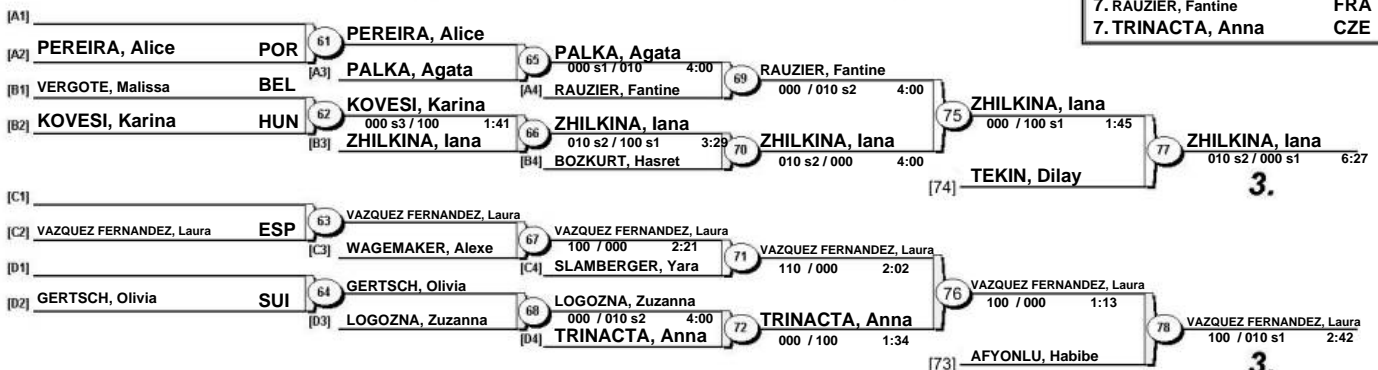 7. RAUZIER, Fantine FRA
7. TRINACTA, Anna CZE
[A1]
[A2] PEREIRA, Alice POR
61 PEREIRA, Alice
[A3] PALKA, Agata
65 PALKA, Agata
000 s1 / 010 4:00
[A4] RAUZIER, Fantine
69 RAUZIER, Fantine
000 / 010 s2 4:00
[B1] VERGOTE, Malissa BEL
[B2] KOVESI, Karina HUN
62 KOVESI, Karina
000 s3 / 100 1:41
[B3] ZHILKINA, Iana
66 ZHILKINA, Iana
010 s2 / 100 s1 3:29
[B4] BOZKURT, Hasret
70 ZHILKINA, Iana
010 s2 / 000 4:00
75 ZHILKINA, Iana
000 / 100 s1 1:45
[74] TEKIN, Dilay
77 ZHILKINA, Iana
010 s2 / 000 s1 6:27
3.
[C1]
[C2] VAZQUEZ FERNANDEZ, Laura ESP
63 VAZQUEZ FERNANDEZ, Laura
[C3] WAGEMAKER, Alexe
67 VAZQUEZ FERNANDEZ, Laura
100 / 000 2:21
[C4] SLAMBERGER, Yara
71 VAZQUEZ FERNANDEZ, Laura
110 / 000 2:02
[D1]
[D2] GERTSCH, Olivia SUI
64 GERTSCH, Olivia
[D3] LOGOZNA, Zuzanna
68 LOGOZNA, Zuzanna
000 / 010 s2 4:00
[D4] TRINACTA, Anna
72 TRINACTA, Anna
000 / 100 1:34
76 VAZQUEZ FERNANDEZ, Laura
100 / 000 1:13
[73] AFYONLU, Habibe
78 VAZQUEZ FERNANDEZ, Laura
100 / 010 s1 2:42
3.